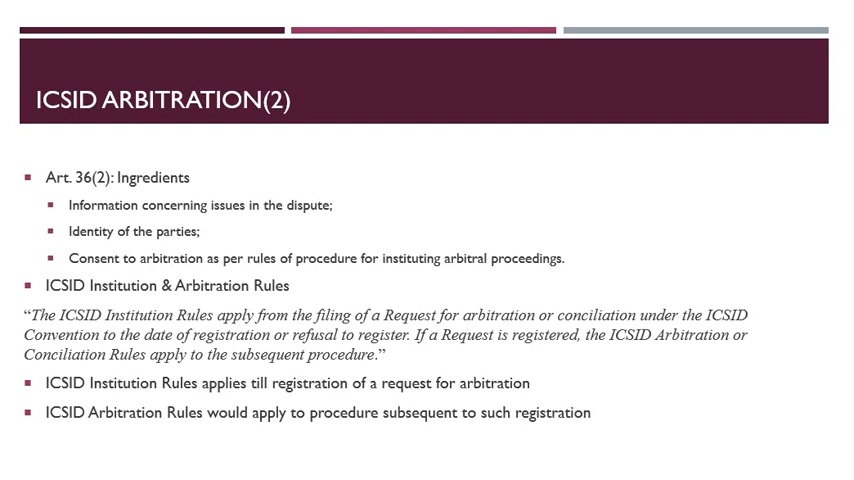 ICSID ARBITRATION(2)
Art. 36(2): Ingredients
Information concerning issues in the dispute;
Identity of the parties;
Consent to arbitration as per rules of procedure for instituting arbitral proceedings.
ICSID Institution & Arbitration Rules
“The ICSID Institution Rules apply from the filing of a Request for arbitration or conciliation under the ICSID
Convention to the date of registration or refusal to register. If a Request is registered, the ICSID Arbitration or
Conciliation Rules apply to the subsequent procedure.”
ICSID Institution Rules applies till registration of a request for arbitration
ICSID Arbitration Rules would apply to procedure subsequent to such registration